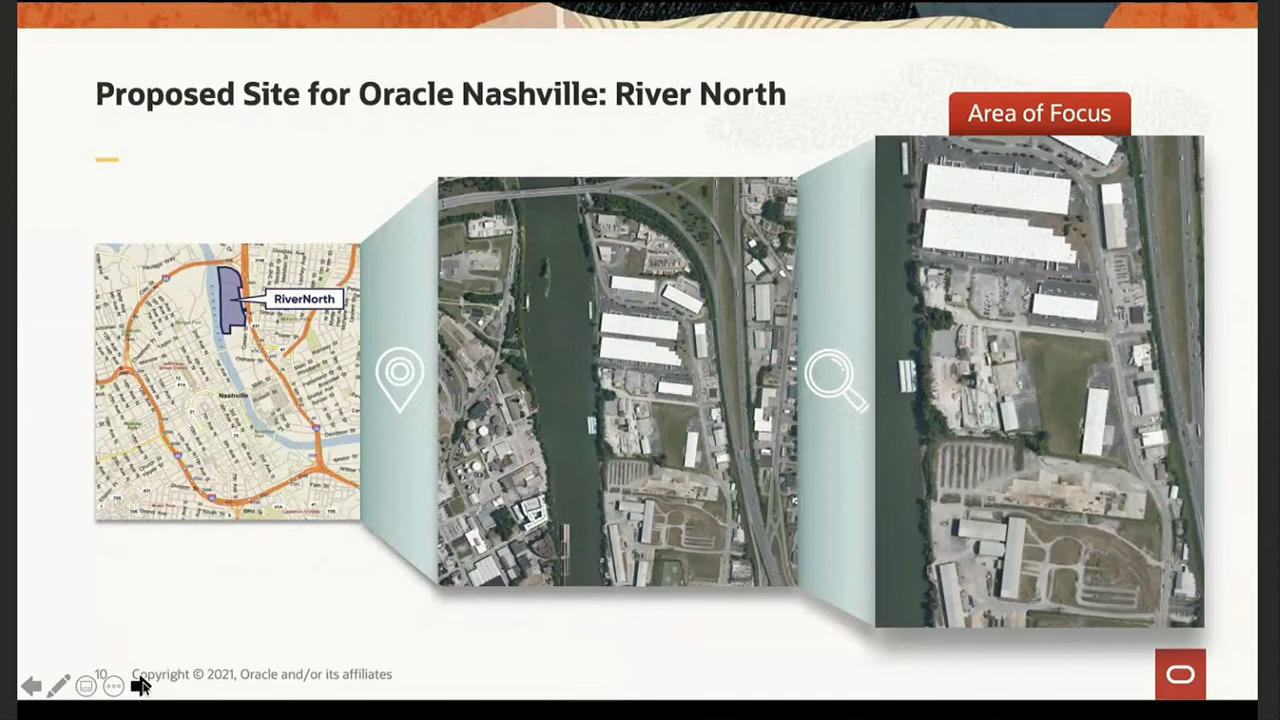 Proposed Site for Oracle Nashville: River North
Area of Focus
RiverNorth
Nashville
10 Copyright © 2021, Oracle and/or its affiliates